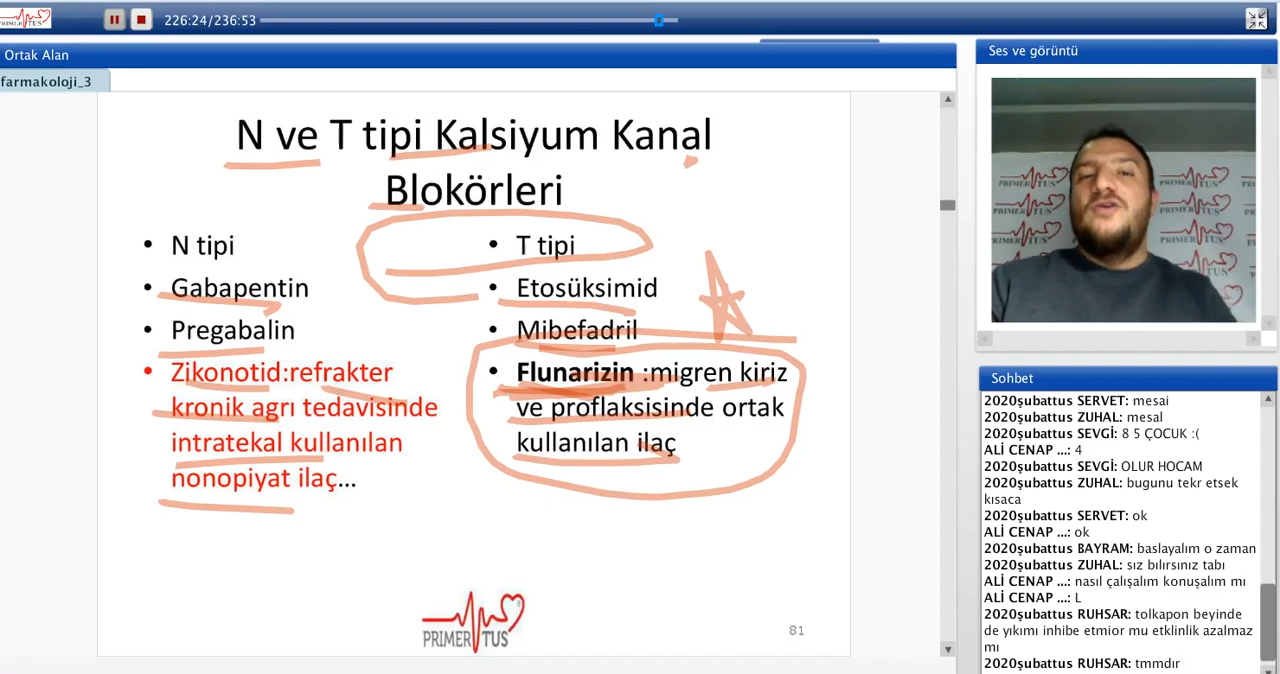 PRIMER TUS
226:24/236:53
Ortak Alan
farmakoloji_3
N ve T tipi Kalsiyum Kanal
Blokörleri
• N tipi
• Gabapentin
• Pregabalin
• Zikonotid:refrakter
kronik agrı tedavisinde
intratekal kullanılan
nonopiyat ilaç...
• T tipi
• Etosüksimid
• Mibefadril
• Flunarizin :migren kiriz
ve proflaksisinde ortak
kullanılan ilaç
PRIMER TUS
81
Ses ve görüntü
PRIMER TUS
Sohbet
2020şubattus SERVET: mesai
2020şubattus ZUHAL: mesal
2020şubattus SEVGİ: 8 5 ÇOCUK :(
ALİ CENAP ...: 4
2020şubattus SEVGİ: OLUR HOCAM
2020şubattus ZUHAL: bugunu tekr etsek
kısaca
2020şubattus SERVET: ok
ALİ CENAP ...: ok
2020şubattus BAYRAM: baslayalım o zaman
2020şubattus ZUHAL: sız bılırsınız tabı
ALİ CENAP ...: nasıl çalışalım konuşalım mı
ALİ CENAP ...: L
2020şubattus RUHSAR: tolkapon beyinde
de yıkımı inhibe etmior mu etklinlik azalmaz
mı
2020şubattus RUHSAR: tmmdır